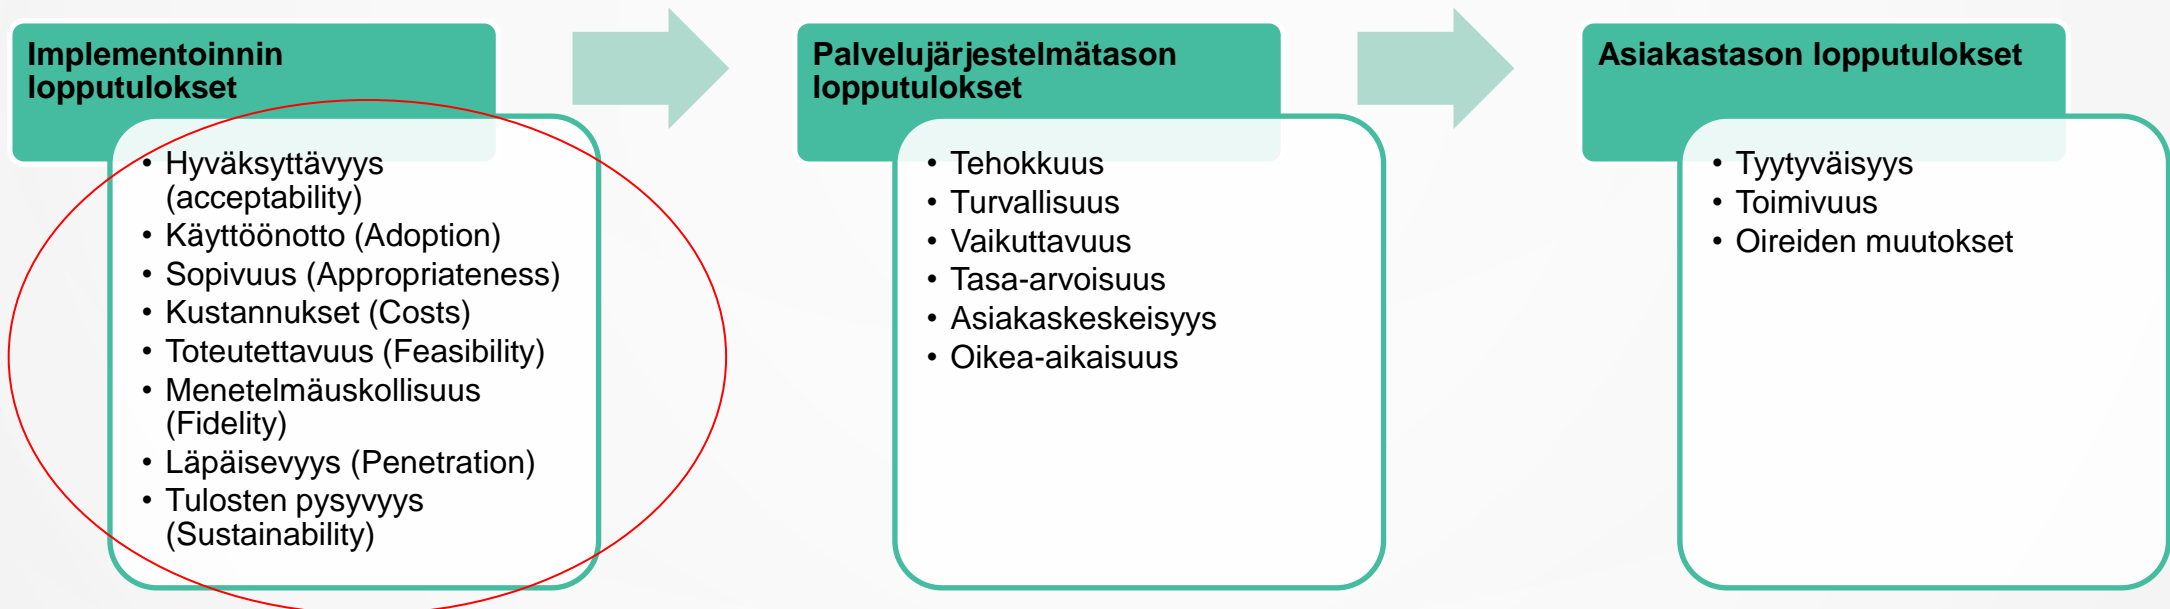 Implementoinnin
lopputulokset
• Hyväksyttävyys
(acceptability)
• Käyttöönotto (Adoption)
• Sopivuus (Appropriateness)
• Kustannukset (Costs)
• Toteutettavuus (Feasibility)
• Menetelmäuskollisuus
(Fidelity)
• Läpäisevyys (Penetration)
• Tulosten pysyvyys
(Sustainability)
Palvelujärjestelmätason
lopputulokset
• Tehokkuus
• Turvallisuus
• Vaikuttavuus
• Tasa-arvoisuus
• Asiakaskeskeisyys
• Oikea-aikaisuus
Asiakastason lopputulokset
• Tyytyväisyys
• Toimivuus
• Oireiden muutokset